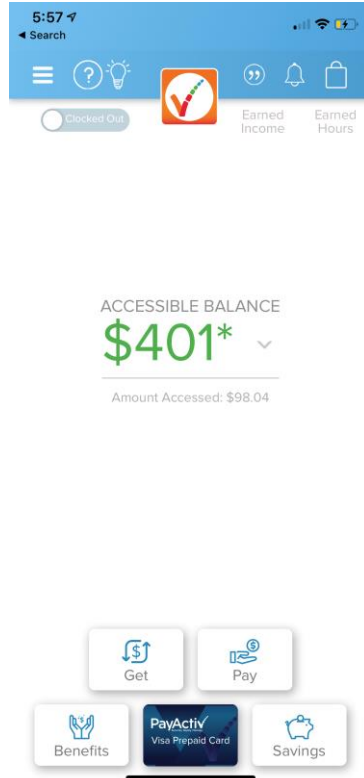 5:57
◄ Search
?
Clocked Out
Earned
Income
Earned
Hours
ACCESSIBLE BALANCE
$401*
Amount Accessed: $98.04
$
Get
$
Pay
Benefits
PayActiv
Visa Prepaid Card
Savings